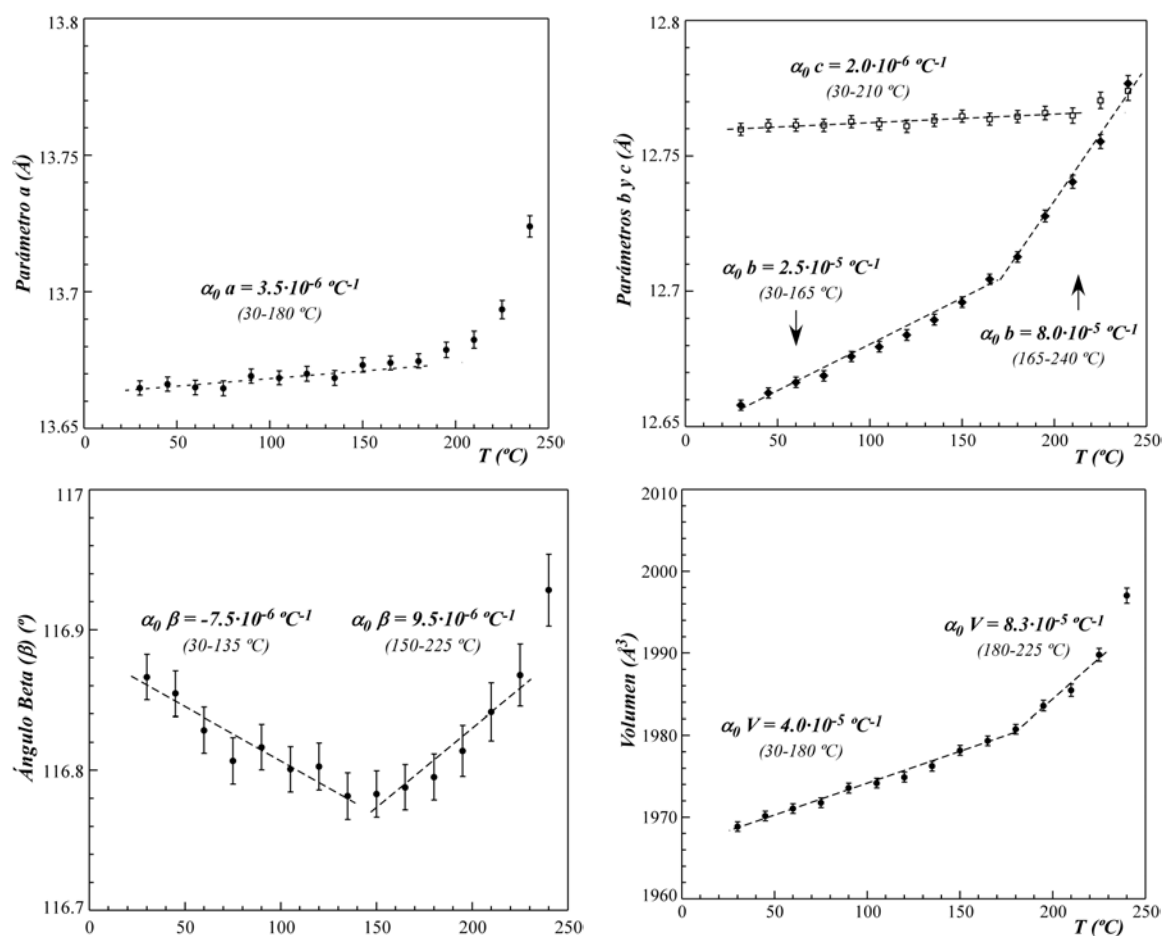 13.8
13.75
13.7
13.65
Parámetro a (Å)
α₀ a = 3.5·10⁻⁶ ºC⁻¹
(30-180 ºC)
0
50
100
150
200
250
T (ºC)
12.8
12.75
12.7
12.65
Parámetros b y c (Å)
α₀ c = 2.0·10⁻⁶ ºC⁻¹
(30-210 ºC)
α₀ b = 2.5·10⁻⁵ ºC⁻¹
(30-165 ºC)
α₀ b = 8.0·10⁻⁵ ºC⁻¹
(165-240 ºC)
0
50
100
150
200
250
T (ºC)
117
116.9
116.8
116.7
Ángulo Beta (β) (º)
α₀ β = -7.5·10⁻⁶ ºC⁻¹
(30-135 ºC)
α₀ β = 9.5·10⁻⁶ ºC⁻¹
(150-225 ºC)
0
50
100
150
200
250
2010
2000
1990
1980
1970
1960
Volumen (Å³)
α₀ V = 8.3·10⁻⁵ ºC⁻¹
(180-225 ºC)
α₀ V = 4.0·10⁻⁵ ºC⁻¹
(30-180 ºC)
0
50
100
150
200
250
T (ºC)